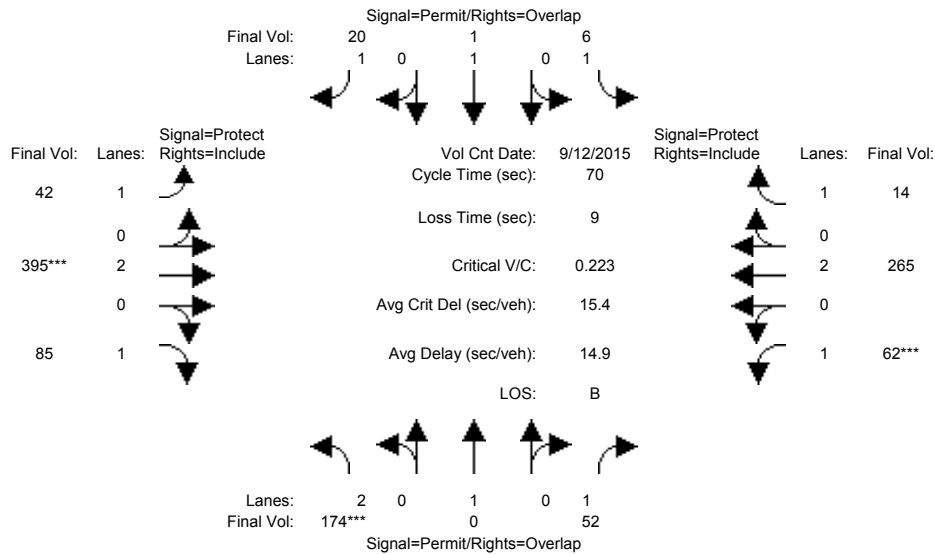 Signal=Permit/Rights=Overlap
Final Vol: 20 1 6
Lanes: 1 0 1 0 1
Signal=Protect Signal=Protect
Final Vol: Lanes: Rights=Include Vol Cnt Date: 9/12/2015 Rights=Include Lanes: Final Vol:
Cycle Time (sec): 70
42 1 1 14
Loss Time (sec): 9
0 0
395*** 2 Critical V/C: 0.223 2 265
0 Avg Crit Del (sec/veh): 15.4 0
85 1 Avg Delay (sec/veh): 14.9 1 62***
LOS: B
Lanes: 2 0 1 0 1
Final Vol: 174*** 0 52
Signal=Permit/Rights=Overlap